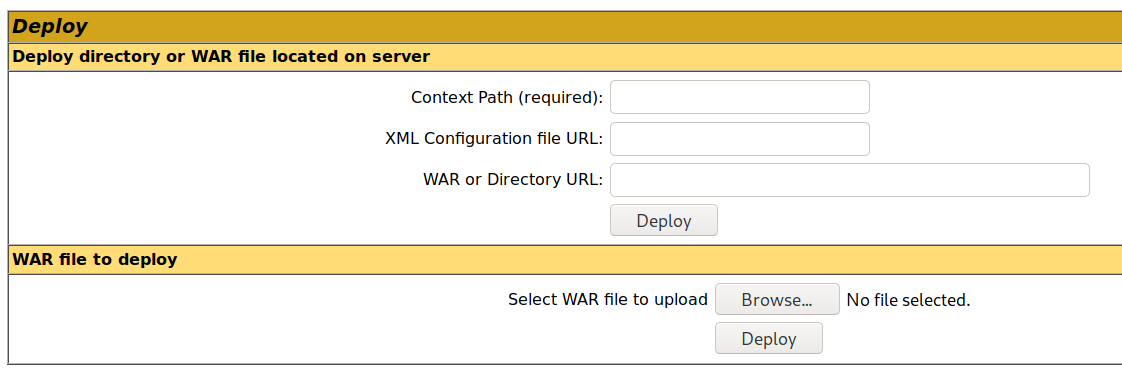 Deploy
Deploy directory or WAR file located on server
Context Path (required):
XML Configuration file URL:
WAR or Directory URL:
Deploy
WAR file to deploy
Select WAR file to upload Browse... No file selected.
Deploy